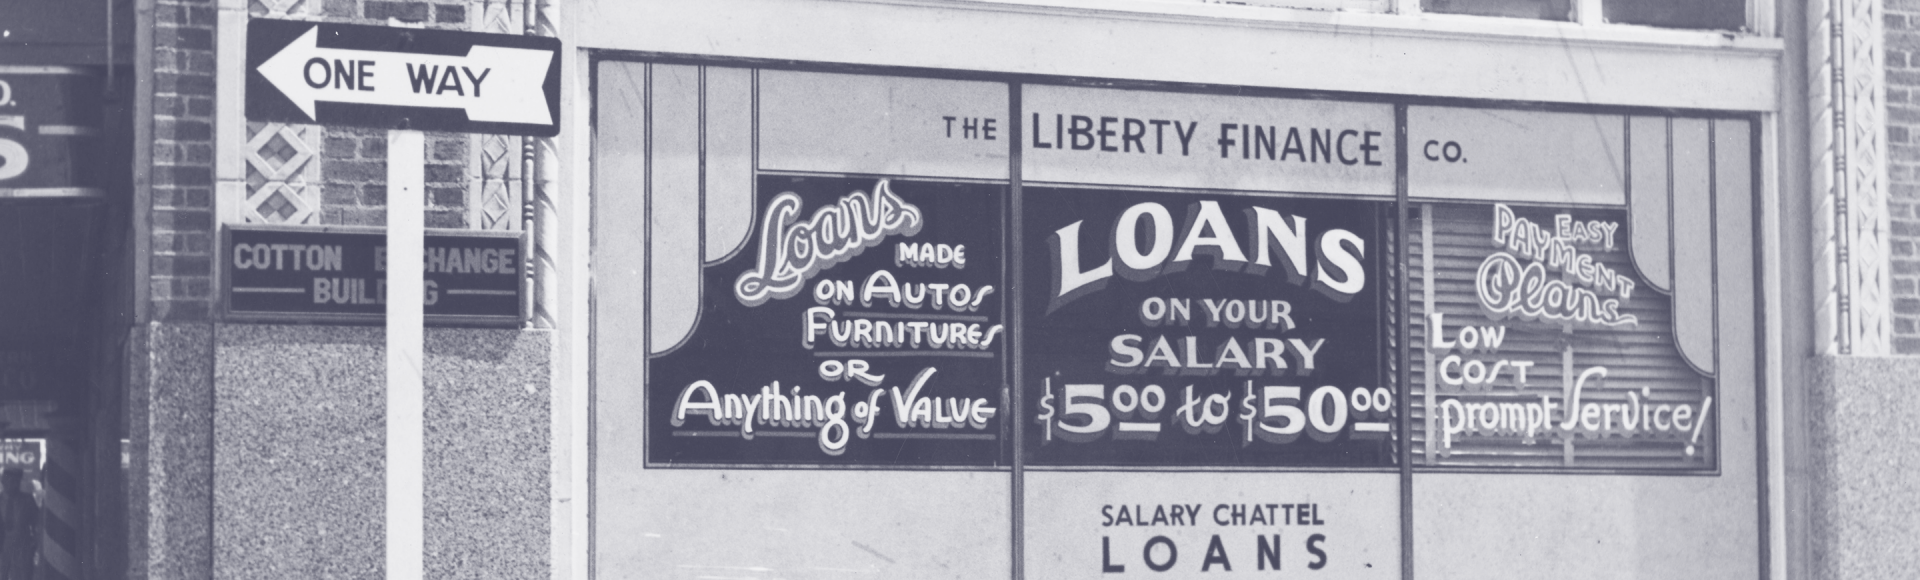 ONE WAY
COTTON EXCHANGE
BUILDING
THE LIBERTY FINANCE CO.
Loans
MADE
ON AUTOS
FURNITURES
OR
Anything of VALUE
LOANS
ON YOUR
SALARY
$5.00 to $50.00
EASY
PAYMENT
Plans
LOW
COST
prompt Service!
SALARY CHATTEL
LOANS